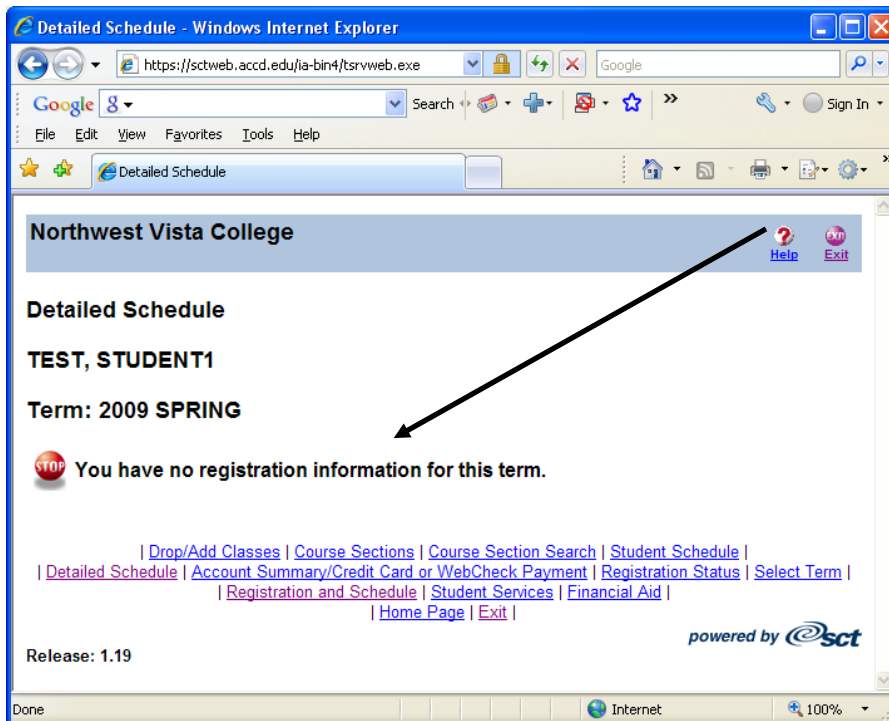 Detailed Schedule - Windows Internet Explorer
https://sctweb.accd.edu/ia-bin4/tsrvweb.exe Google
Google Search » Sign In
File Edit View Favorites Tools Help
Detailed Schedule »
Northwest Vista College
EXIT
Help Exit
Detailed Schedule
TEST, STUDENT1
Term: 2009 SPRING
STOP You have no registration information for this term.
| Drop/Add Classes | Course Sections | Course Section Search | Student Schedule |
| Detailed Schedule | Account Summary/Credit Card or WebCheck Payment | Registration Status | Select Term |
| Registration and Schedule | Student Services | Financial Aid |
| Home Page | Exit |
powered by sct
Release: 1.19
Done Internet 100%